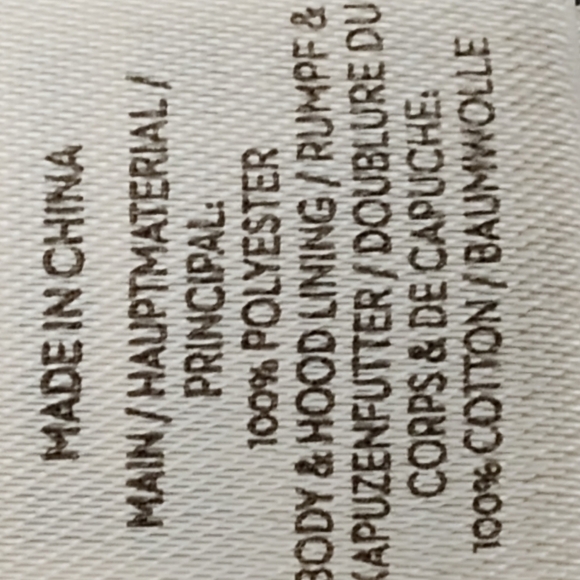 MADE IN CHINA
MAIN / HAUPTMATERIAL /
PRINCIPAL:
100% POLYESTER
BODY & HOOD LINING / RUMPF &
KAPUZENFUTTER / DOUBLURE DU
CORPS & DE CAPUCHE:
100% COTTON / BAUMWOLLE